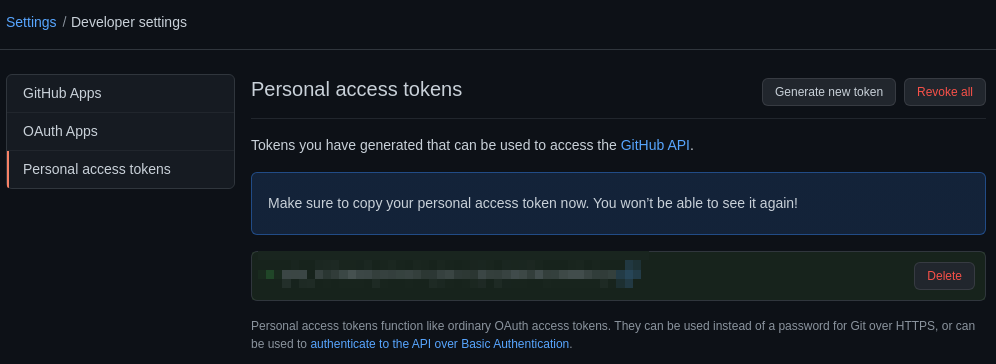 Settings / Developer settings
GitHub Apps
OAuth Apps
Personal access tokens
Personal access tokens
Generate new token
Revoke all
Tokens you have generated that can be used to access the GitHub API.
Make sure to copy your personal access token now. You won't be able to see it again!
Delete
Personal access tokens function like ordinary OAuth access tokens. They can be used instead of a password for Git over HTTPS, or can
be used to authenticate to the API over Basic Authentication.